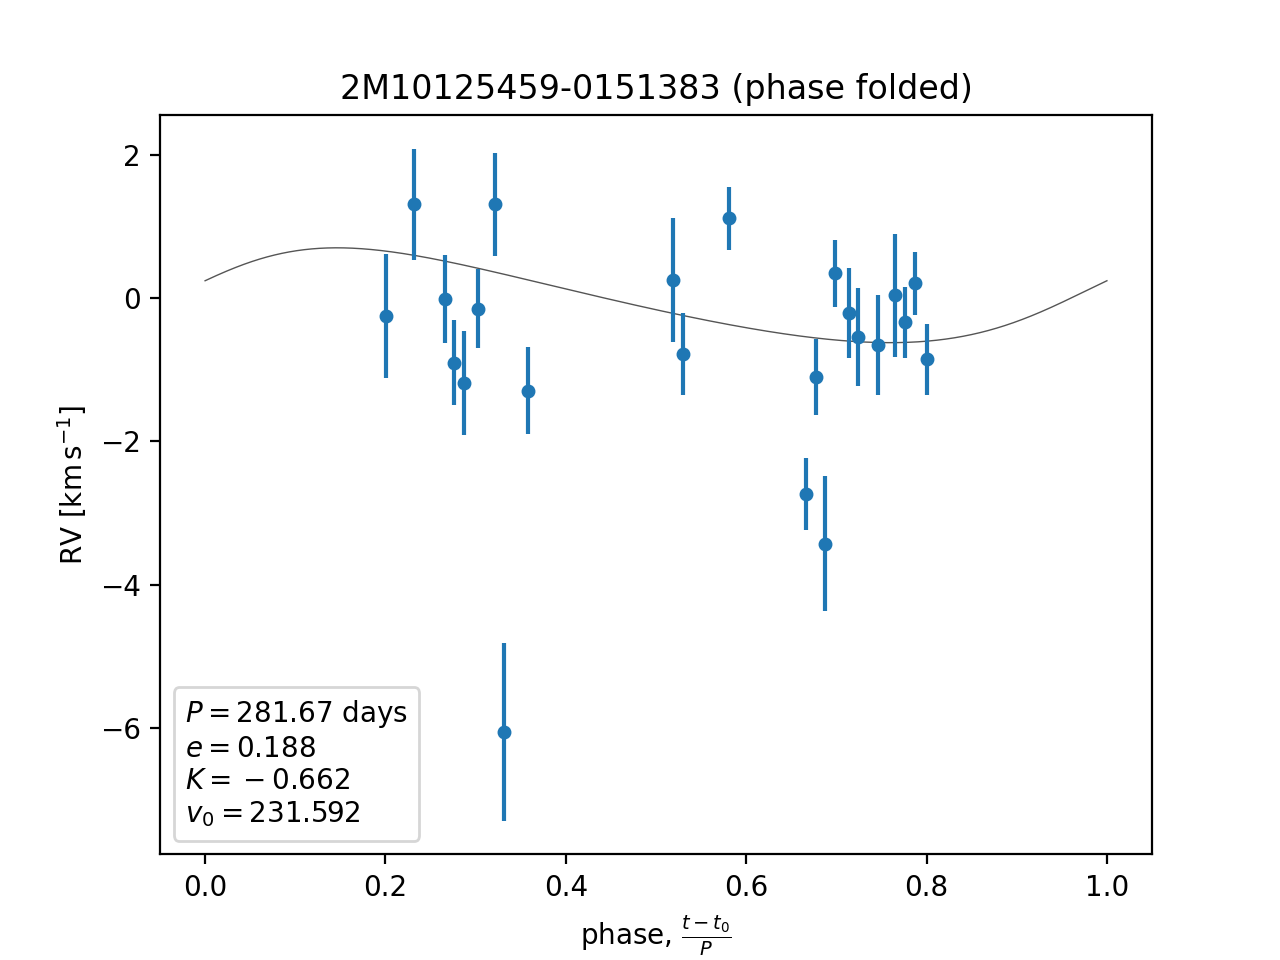 2M10125459-0151383 (phase folded)
2
0
−2
−4
−6
RV [km s⁻¹]
P = 281.67 days
e = 0.188
K = −0.662
v₀ = 231.592
0.0 0.2 0.4 0.6 0.8 1.0
phase, (t − t₀)/P